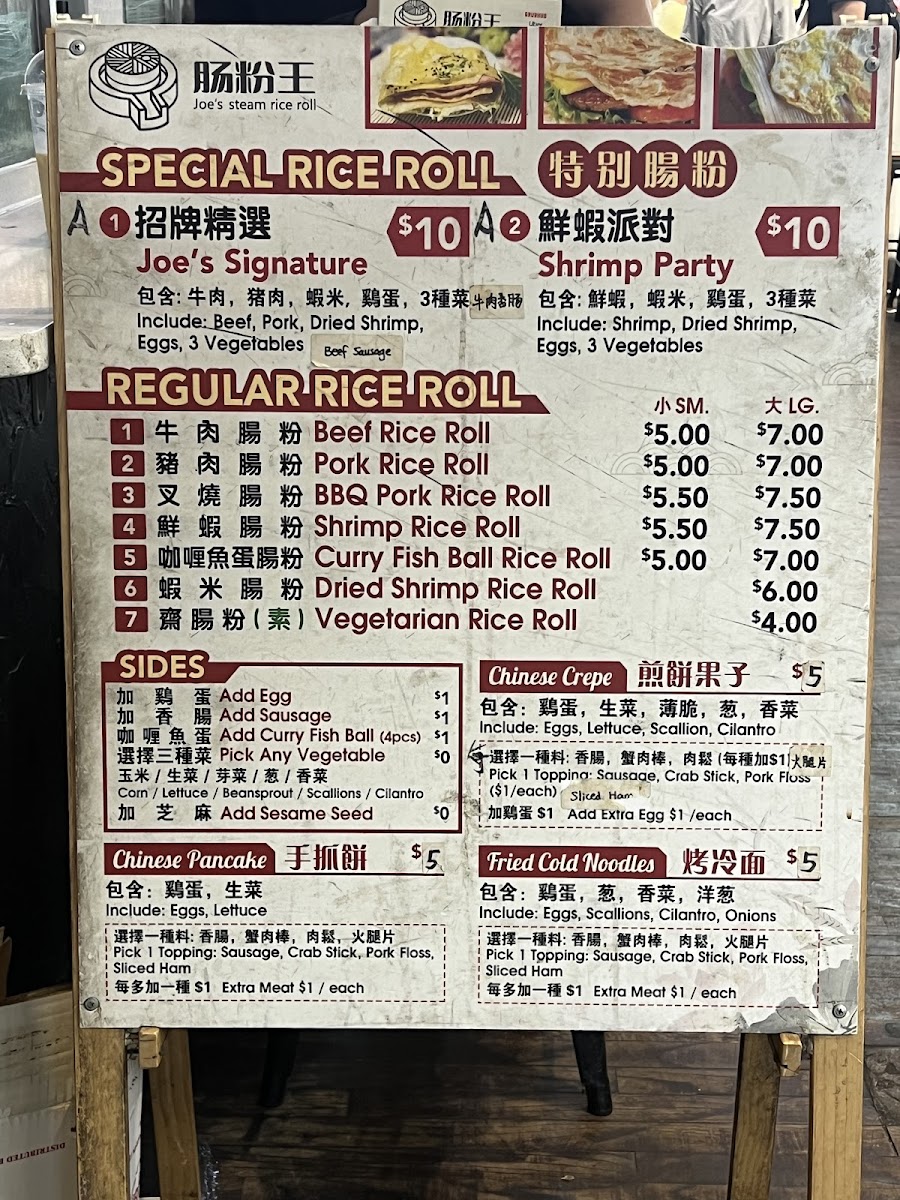 肠粉王
肠粉王
Joe's steam rice roll
SPECIAL RICE ROLL 特别腸粉
A 1 招牌精選 $10
Joe's Signature
包含: 牛肉, 猪肉, 蝦米, 鷄蛋, 3種菜 牛肉香肠
Include: Beef, Pork, Dried Shrimp,
Eggs, 3 Vegetables Beef Sausage
A 2 鮮蝦派對 $10
Shrimp Party
包含: 鮮蝦, 蝦米, 鷄蛋, 3種菜
Include: Shrimp, Dried Shrimp,
Eggs, 3 Vegetables
REGULAR RICE ROLL
小 SM. 大 LG.
1 牛肉腸粉 Beef Rice Roll $5.00 $7.00
2 豬肉腸粉 Pork Rice Roll $5.00 $7.00
3 叉燒腸粉 BBQ Pork Rice Roll $5.50 $7.50
4 鮮蝦腸粉 Shrimp Rice Roll $5.50 $7.50
5 咖喱魚蛋腸粉 Curry Fish Ball Rice Roll $5.00 $7.00
6 蝦米腸粉 Dried Shrimp Rice Roll $6.00
7 齋腸粉(素) Vegetarian Rice Roll $4.00
SIDES
加鷄蛋 Add Egg $1
加香腸 Add Sausage $1
咖喱魚蛋 Add Curry Fish Ball (4pcs) $1
選擇三種菜 Pick Any Vegetable $0
玉米 / 生菜 / 芽菜 / 葱 / 香菜
Corn / Lettuce / Beansprout / Scallions / Cilantro
加芝麻 Add Sesame Seed $0
Chinese Crepe 煎餅果子 $5
包含: 鷄蛋, 生菜, 薄脆, 葱, 香菜
Include: Eggs, Lettuce, Scallion, Cilantro
選擇一種料: 香腸, 蟹肉棒, 肉鬆 (每種加$1) 火腿片
Pick 1 Topping: Sausage, Crab Stick, Pork Floss
($1/each) Sliced Ham
加鷄蛋 $1 Add Extra Egg $1 /each
Chinese Pancake 手抓餅 $5
包含: 鷄蛋, 生菜
Include: Eggs, Lettuce
選擇一種料: 香腸, 蟹肉棒, 肉鬆, 火腿片
Pick 1 Topping: Sausage, Crab Stick, Pork Floss,
Sliced Ham
每多加一種 $1 Extra Meat $1 / each
Fried Cold Noodles 烤冷面 $5
包含: 鷄蛋, 葱, 香菜, 洋葱
Include: Eggs, Scallions, Cilantro, Onions
選擇一種料: 香腸, 蟹肉棒, 肉鬆, 火腿片
Pick 1 Topping: Sausage, Crab Stick, Pork Floss,
Sliced Ham
每多加一種 $1 Extra Meat $1 / each
DISTRIBUTED